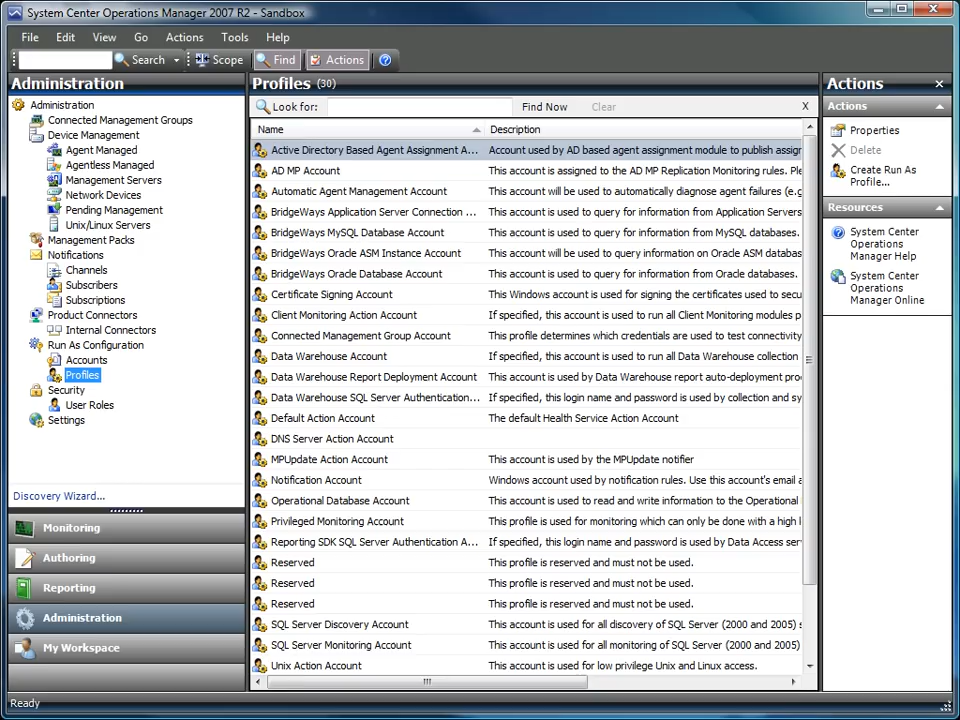 System Center Operations Manager 2007 R2 - Sandbox
File Edit View Go Actions Tools Help
Search Scope Find Actions
Administration
Administration
Connected Management Groups
Device Management
Agent Managed
Agentless Managed
Management Servers
Network Devices
Pending Management
Unix/Linux Servers
Management Packs
Notifications
Channels
Subscribers
Subscriptions
Product Connectors
Internal Connectors
Run As Configuration
Accounts
Profiles
Security
User Roles
Settings
Discovery Wizard...
Monitoring
Authoring
Reporting
Administration
My Workspace
Profiles (30)
Look for: Find Now Clear X
Name Description
Active Directory Based Agent Assignment A... Account used by AD based agent assignment module to publish assigr
AD MP Account This account is assigned to the AD MP Replication Monitoring rules. Ple
Automatic Agent Management Account This account will be used to automatically diagnose agent failures (e.g
BridgeWays Application Server Connection ... This account is used to query for information from Application Servers
BridgeWays MySQL Database Account This account is used to query for information from MySQL databases.
BridgeWays Oracle ASM Instance Account This account will be used to query information on Oracle ASM databas
BridgeWays Oracle Database Account This account is used to query for information from Oracle databases.
Certificate Signing Account This Windows account is used for signing the certificates used to secu
Client Monitoring Action Account If specified, this account is used to run all Client Monitoring modules p
Connected Management Group Account This profile determines which credentials are used to test connectivity
Data Warehouse Account If specified, this account is used to run all Data Warehouse collection
Data Warehouse Report Deployment Account This account is used by Data Warehouse report auto-deployment pro
Data Warehouse SQL Server Authentication... If specified, this login name and password is used by collection and sy
Default Action Account The default Health Service Action Account
DNS Server Action Account
MPUpdate Action Account This account is used by the MPUpdate notifier
Notification Account Windows account used by notification rules. Use this account's email a
Operational Database Account This account is used to read and write information to the Operational
Privileged Monitoring Account This profile is used for monitoring which can only be done with a high l
Reporting SDK SQL Server Authentication A... If specified, this login name and password is used by Data Access ser
Reserved This profile is reserved and must not be used.
Reserved This profile is reserved and must not be used.
Reserved This profile is reserved and must not be used.
SQL Server Discovery Account This account is used for all discovery of SQL Server (2000 and 2005) s
SQL Server Monitoring Account This account is used for all monitoring of SQL Server (2000 and 2005)
Unix Action Account This account is used for low privilege Unix and Linux access.
Actions
Actions
Properties
Delete
Create Run As
Profile...
Resources
System Center
Operations
Manager Help
System Center
Operations
Manager Online
Ready